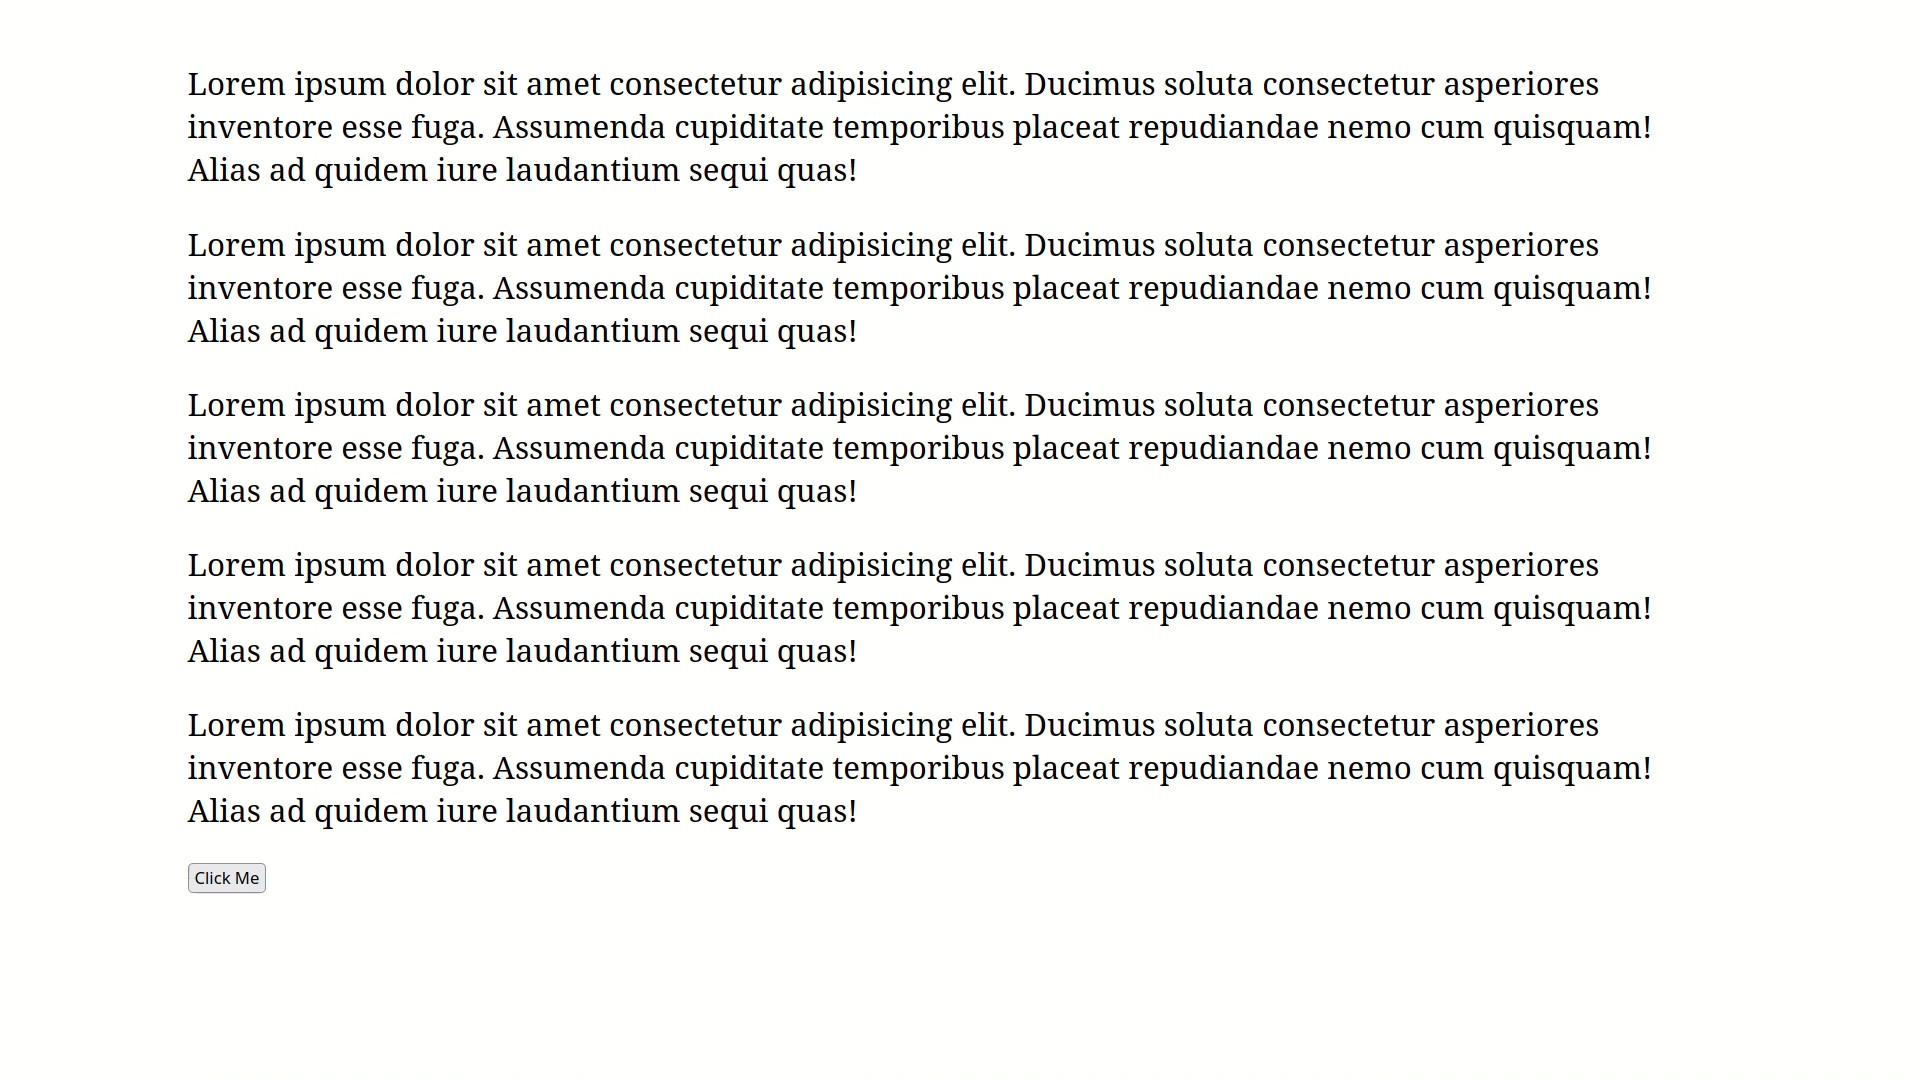 Lorem ipsum dolor sit amet consectetur adipisicing elit. Ducimus soluta consectetur asperiores
inventore esse fuga. Assumenda cupiditate temporibus placeat repudiandae nemo cum quisquam!
Alias ad quidem iure laudantium sequi quas!
Lorem ipsum dolor sit amet consectetur adipisicing elit. Ducimus soluta consectetur asperiores
inventore esse fuga. Assumenda cupiditate temporibus placeat repudiandae nemo cum quisquam!
Alias ad quidem iure laudantium sequi quas!
Lorem ipsum dolor sit amet consectetur adipisicing elit. Ducimus soluta consectetur asperiores
inventore esse fuga. Assumenda cupiditate temporibus placeat repudiandae nemo cum quisquam!
Alias ad quidem iure laudantium sequi quas!
Lorem ipsum dolor sit amet consectetur adipisicing elit. Ducimus soluta consectetur asperiores
inventore esse fuga. Assumenda cupiditate temporibus placeat repudiandae nemo cum quisquam!
Alias ad quidem iure laudantium sequi quas!
Lorem ipsum dolor sit amet consectetur adipisicing elit. Ducimus soluta consectetur asperiores
inventore esse fuga. Assumenda cupiditate temporibus placeat repudiandae nemo cum quisquam!
Alias ad quidem iure laudantium sequi quas!
Click Me